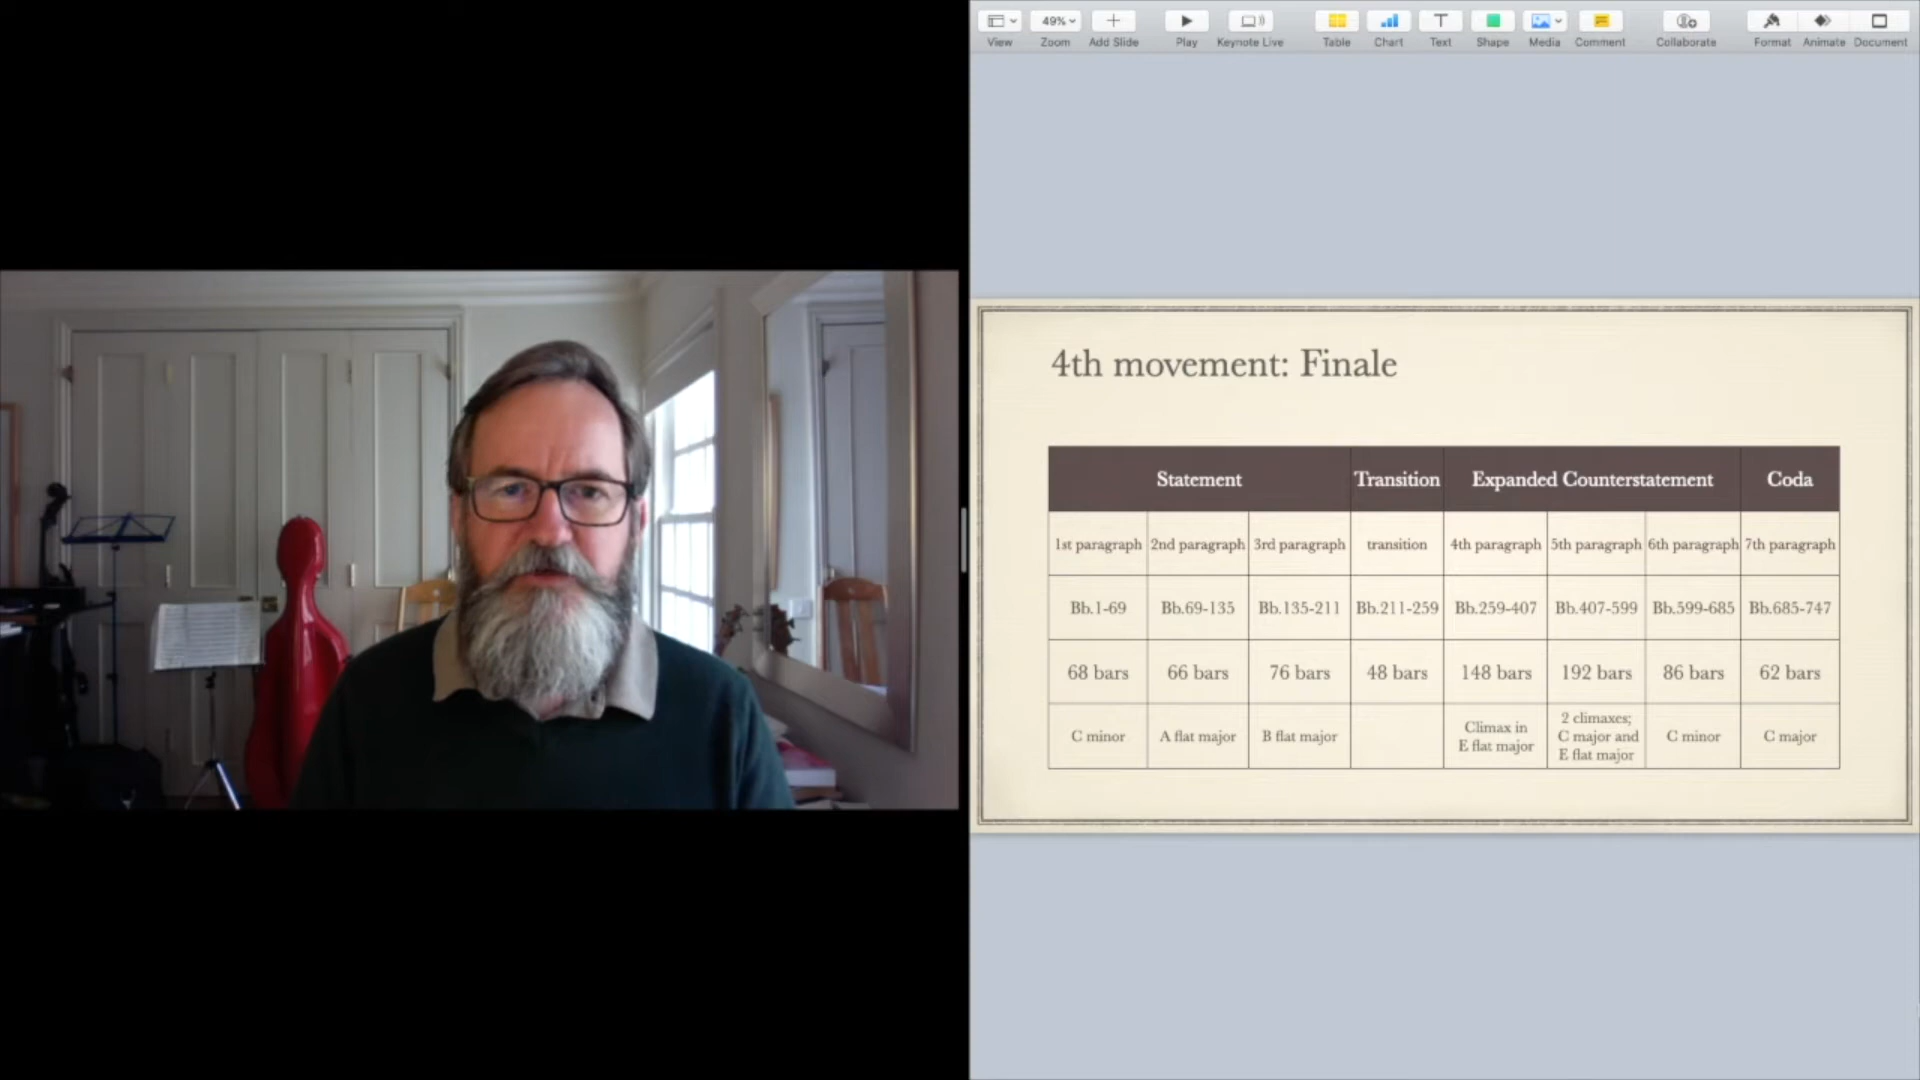 49%
View Zoom Add Slide Play Keynote Live Table Chart Text Shape Media Comment Collaborate Format Animate Document
4th movement: Finale
Statement Transition Expanded Counterstatement Coda
1st paragraph 2nd paragraph 3rd paragraph transition 4th paragraph 5th paragraph 6th paragraph 7th paragraph
Bb.1-69 Bb.69-135 Bb.135-211 Bb.211-259 Bb.259-407 Bb.407-599 Bb.599-685 Bb.685-747
68 bars 66 bars 76 bars 48 bars 148 bars 192 bars 86 bars 62 bars
C minor
A flat major
B flat major
Climax in
E flat major
2 climaxes;
C major and
E flat major
C minor
C major